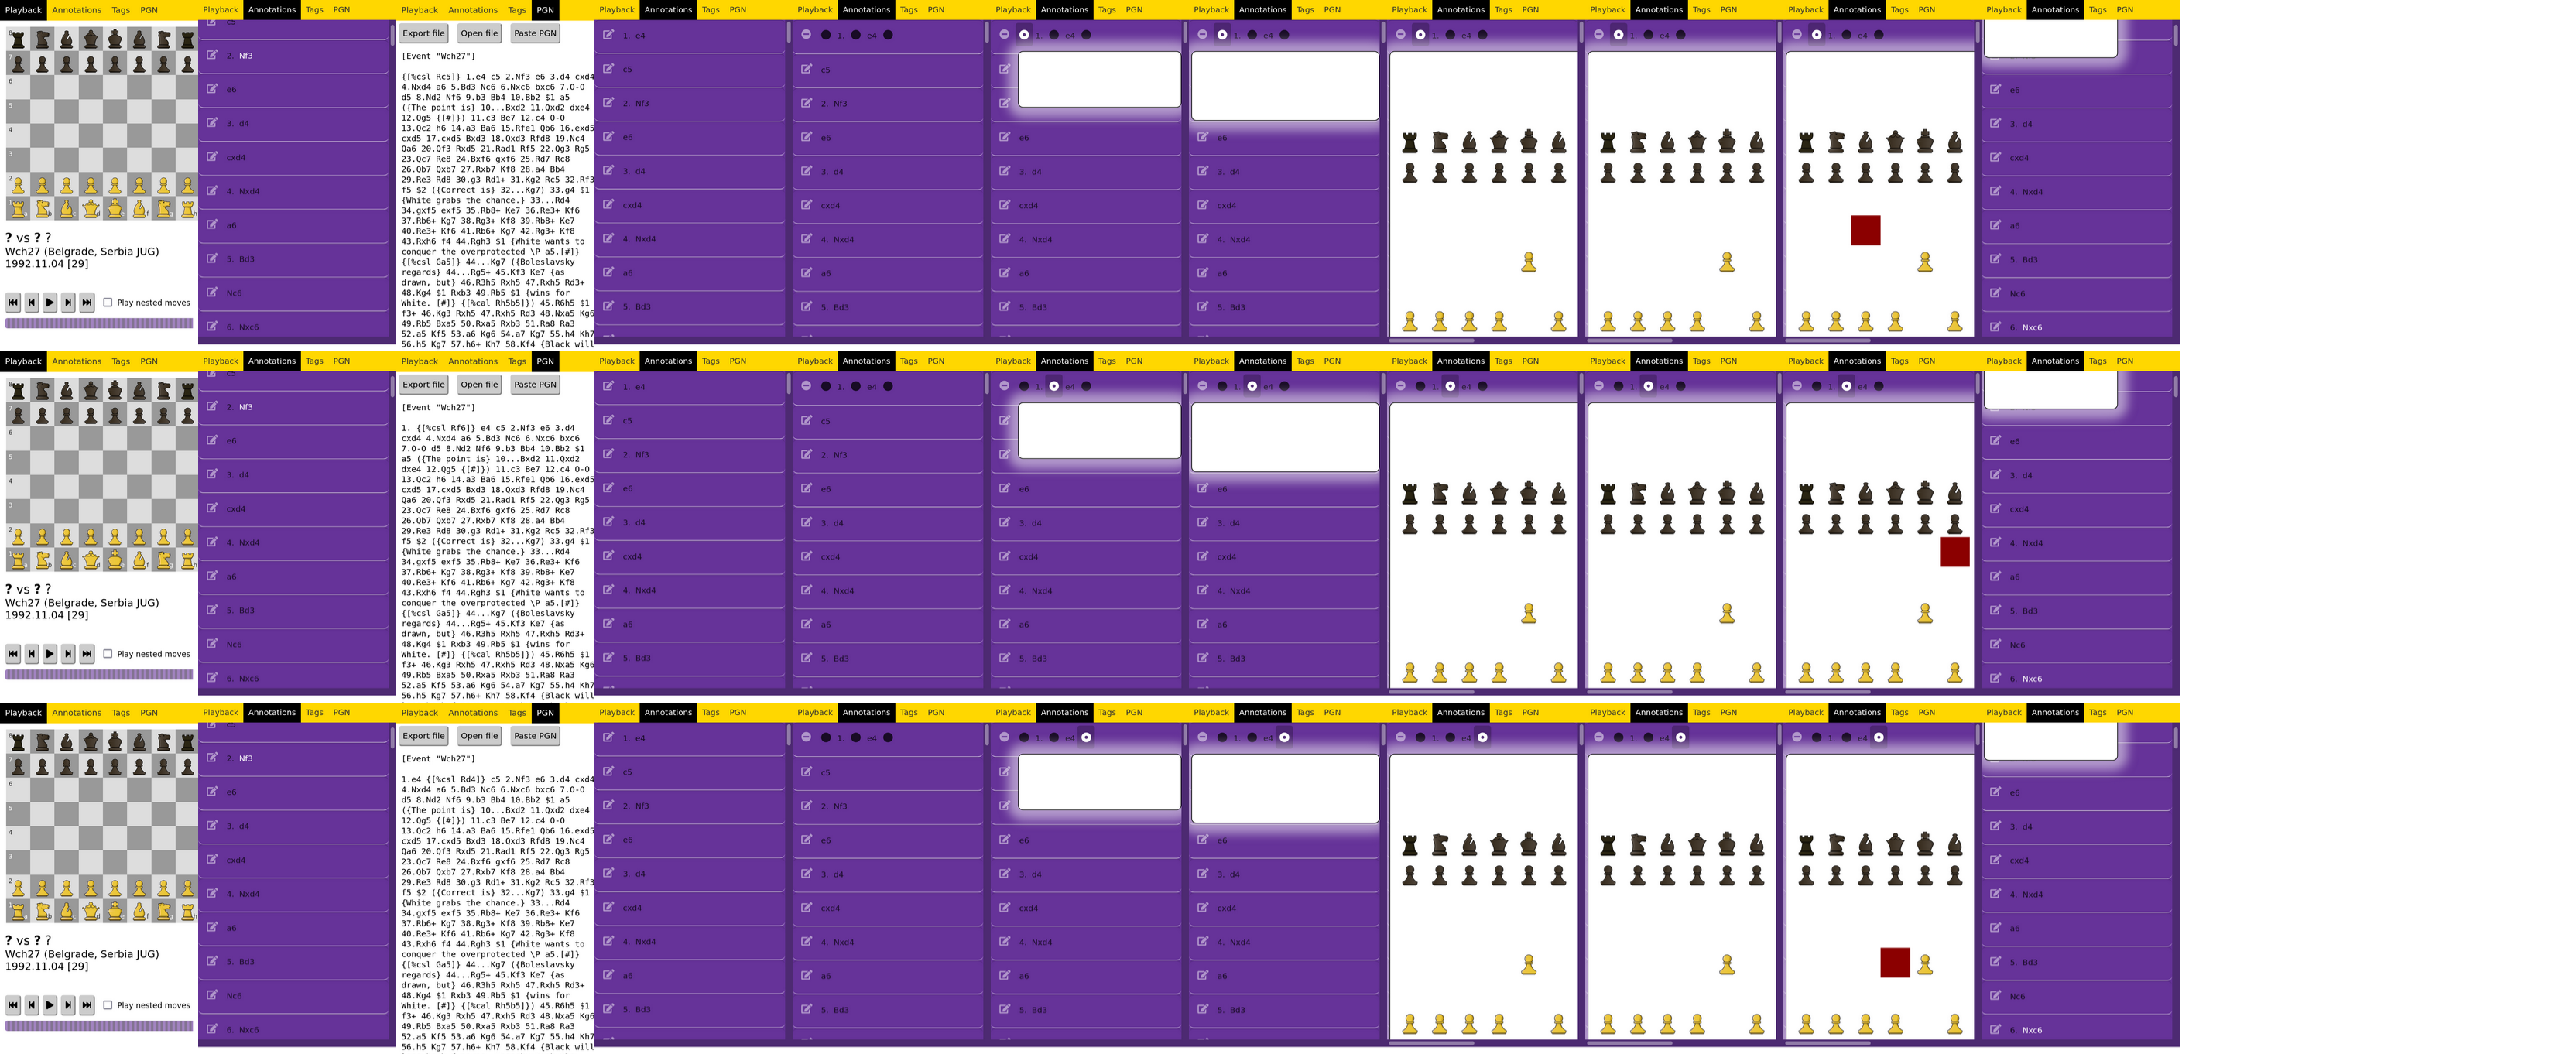 Playback Annotations Tags PGN
8
7
6
5
4
3
2
1
? vs ? ?
Wch27 (Belgrade, Serbia JUG)
1992.11.04 [29]
Play nested moves
Playback Annotations Tags PGN
c5
2. Nf3
e6
3. d4
cxd4
4. Nxd4
a6
5. Bd3
Nc6
6. Nxc6
Playback Annotations Tags PGN
Export file Open file Paste PGN
[Event "Wch27"]
{[%csl Rc5]} 1.e4 c5 2.Nf3 e6 3.d4 cxd4
4.Nxd4 a6 5.Bd3 Nc6 6.Nxc6 bxc6 7.O-O
d5 8.Nd2 Nf6 9.b3 Bb4 10.Bb2 $1 a5
({The point is} 10...Bxd2 11.Qxd2 dxe4
12.Qg5 {[#]}) 11.c3 Be7 12.c4 O-O
13.Qc2 h6 14.a3 Ba6 15.Rfe1 Qb6 16.exd5
cxd5 17.cxd5 Bxd3 18.Qxd3 Rfd8 19.Nc4
Qa6 20.Qf3 Rxd5 21.Rad1 Rf5 22.Qg3 Rg5
23.Qc7 Re8 24.Bxf6 gxf6 25.Rd7 Rc8
26.Qb7 Qxb7 27.Rxb7 Kf8 28.a4 Bb4
29.Re3 Rd8 30.g3 Rd1+ 31.Kg2 Rc5 32.Rf3
f5 $2 ({Correct is} 32...Kg7) 33.g4 $1
{White grabs the chance.} 33...Rd4
34.gxf5 exf5 35.Rb8+ Ke7 36.Re3+ Kf6
37.Rb6+ Kg7 38.Rg3+ Kf8 39.Rb8+ Ke7
40.Re3+ Kf6 41.Rb6+ Kg7 42.Rg3+ Kf8
43.Rxh6 f4 44.Rgh3 $1 {White wants to
conquer the overprotected \P a5.[#]}
{[%csl Ga5]} 44...Kg7 ({Boleslavsky
regards} 44...Rg5+ 45.Kf3 Ke7 {as
drawn, but} 46.R3h5 Rxh5 47.Rxh5 Rd3+
48.Kg4 $1 Rxb3 49.Rb5 $1 {wins for
White. [#]} {[%cal Rh5b5]}) 45.R6h5 $1
f3+ 46.Kg3 Rxh5 47.Rxh5 Rd3 48.Nxa5 Kg6
49.Rb5 Bxa5 50.Rxa5 Rxb3 51.Ra8 Ra3
52.a5 Kf5 53.a6 Kg6 54.a7 Kg7 55.h4 Kh7
56.h5 Kg7 57.h6+ Kh7 58.Kf4 {Black will
Playback Annotations Tags PGN
1. e4
c5
2. Nf3
e6
3. d4
cxd4
4. Nxd4
a6
5. Bd3
Playback Annotations Tags PGN
1. e4
c5
2. Nf3
e6
3. d4
cxd4
4. Nxd4
a6
5. Bd3
Playback Annotations Tags PGN
1. e4
e6
3. d4
cxd4
4. Nxd4
a6
5. Bd3
Playback Annotations Tags PGN
1. e4
e6
3. d4
cxd4
4. Nxd4
a6
5. Bd3
Playback Annotations Tags PGN
1. e4
Playback Annotations Tags PGN
1. e4
Playback Annotations Tags PGN
1. e4
Playback Annotations Tags PGN
e6
3. d4
cxd4
4. Nxd4
a6
5. Bd3
Nc6
6. Nxc6
Playback Annotations Tags PGN
8
7
6
5
4
3
2
1
? vs ? ?
Wch27 (Belgrade, Serbia JUG)
1992.11.04 [29]
Play nested moves
Playback Annotations Tags PGN
c5
2. Nf3
e6
3. d4
cxd4
4. Nxd4
a6
5. Bd3
Nc6
6. Nxc6
Playback Annotations Tags PGN
Export file Open file Paste PGN
[Event "Wch27"]
1. {[%csl Rf6]} e4 c5 2.Nf3 e6 3.d4
cxd4 4.Nxd4 a6 5.Bd3 Nc6 6.Nxc6 bxc6
7.O-O d5 8.Nd2 Nf6 9.b3 Bb4 10.Bb2 $1
a5 ({The point is} 10...Bxd2 11.Qxd2
dxe4 12.Qg5 {[#]}) 11.c3 Be7 12.c4 O-O
13.Qc2 h6 14.a3 Ba6 15.Rfe1 Qb6 16.exd5
cxd5 17.cxd5 Bxd3 18.Qxd3 Rfd8 19.Nc4
Qa6 20.Qf3 Rxd5 21.Rad1 Rf5 22.Qg3 Rg5
23.Qc7 Re8 24.Bxf6 gxf6 25.Rd7 Rc8
26.Qb7 Qxb7 27.Rxb7 Kf8 28.a4 Bb4
29.Re3 Rd8 30.g3 Rd1+ 31.Kg2 Rc5 32.Rf3
f5 $2 ({Correct is} 32...Kg7) 33.g4 $1
{White grabs the chance.} 33...Rd4
34.gxf5 exf5 35.Rb8+ Ke7 36.Re3+ Kf6
37.Rb6+ Kg7 38.Rg3+ Kf8 39.Rb8+ Ke7
40.Re3+ Kf6 41.Rb6+ Kg7 42.Rg3+ Kf8
43.Rxh6 f4 44.Rgh3 $1 {White wants to
conquer the overprotected \P a5.[#]}
{[%csl Ga5]} 44...Kg7 ({Boleslavsky
regards} 44...Rg5+ 45.Kf3 Ke7 {as
drawn, but} 46.R3h5 Rxh5 47.Rxh5 Rd3+
48.Kg4 $1 Rxb3 49.Rb5 $1 {wins for
White. [#]} {[%cal Rh5b5]}) 45.R6h5 $1
f3+ 46.Kg3 Rxh5 47.Rxh5 Rd3 48.Nxa5 Kg6
49.Rb5 Bxa5 50.Rxa5 Rxb3 51.Ra8 Ra3
52.a5 Kf5 53.a6 Kg6 54.a7 Kg7 55.h4 Kh7
56.h5 Kg7 57.h6+ Kh7 58.Kf4 {Black will
Playback Annotations Tags PGN
1. e4
c5
2. Nf3
e6
3. d4
cxd4
4. Nxd4
a6
5. Bd3
Playback Annotations Tags PGN
1. e4
c5
2. Nf3
e6
3. d4
cxd4
4. Nxd4
a6
5. Bd3
Playback Annotations Tags PGN
1. e4
e6
3. d4
cxd4
4. Nxd4
a6
5. Bd3
Playback Annotations Tags PGN
1. e4
e6
3. d4
cxd4
4. Nxd4
a6
5. Bd3
Playback Annotations Tags PGN
1. e4
Playback Annotations Tags PGN
1. e4
Playback Annotations Tags PGN
1. e4
Playback Annotations Tags PGN
e6
3. d4
cxd4
4. Nxd4
a6
5. Bd3
Nc6
6. Nxc6
Playback Annotations Tags PGN
8
7
6
5
4
3
2
1
? vs ? ?
Wch27 (Belgrade, Serbia JUG)
1992.11.04 [29]
Play nested moves
Playback Annotations Tags PGN
c5
2. Nf3
e6
3. d4
cxd4
4. Nxd4
a6
5. Bd3
Nc6
6. Nxc6
Playback Annotations Tags PGN
Export file Open file Paste PGN
[Event "Wch27"]
1.e4 {[%csl Rd4]} c5 2.Nf3 e6 3.d4 cxd4
4.Nxd4 a6 5.Bd3 Nc6 6.Nxc6 bxc6 7.O-O
d5 8.Nd2 Nf6 9.b3 Bb4 10.Bb2 $1 a5
({The point is} 10...Bxd2 11.Qxd2 dxe4
12.Qg5 {[#]}) 11.c3 Be7 12.c4 O-O
13.Qc2 h6 14.a3 Ba6 15.Rfe1 Qb6 16.exd5
cxd5 17.cxd5 Bxd3 18.Qxd3 Rfd8 19.Nc4
Qa6 20.Qf3 Rxd5 21.Rad1 Rf5 22.Qg3 Rg5
23.Qc7 Re8 24.Bxf6 gxf6 25.Rd7 Rc8
26.Qb7 Qxb7 27.Rxb7 Kf8 28.a4 Bb4
29.Re3 Rd8 30.g3 Rd1+ 31.Kg2 Rc5 32.Rf3
f5 $2 ({Correct is} 32...Kg7) 33.g4 $1
{White grabs the chance.} 33...Rd4
34.gxf5 exf5 35.Rb8+ Ke7 36.Re3+ Kf6
37.Rb6+ Kg7 38.Rg3+ Kf8 39.Rb8+ Ke7
40.Re3+ Kf6 41.Rb6+ Kg7 42.Rg3+ Kf8
43.Rxh6 f4 44.Rgh3 $1 {White wants to
conquer the overprotected \P a5.[#]}
{[%csl Ga5]} 44...Kg7 ({Boleslavsky
regards} 44...Rg5+ 45.Kf3 Ke7 {as
drawn, but} 46.R3h5 Rxh5 47.Rxh5 Rd3+
48.Kg4 $1 Rxb3 49.Rb5 $1 {wins for
White. [#]} {[%cal Rh5b5]}) 45.R6h5 $1
f3+ 46.Kg3 Rxh5 47.Rxh5 Rd3 48.Nxa5 Kg6
49.Rb5 Bxa5 50.Rxa5 Rxb3 51.Ra8 Ra3
52.a5 Kf5 53.a6 Kg6 54.a7 Kg7 55.h4 Kh7
56.h5 Kg7 57.h6+ Kh7 58.Kf4 {Black will
Playback Annotations Tags PGN
1. e4
c5
2. Nf3
e6
3. d4
cxd4
4. Nxd4
a6
5. Bd3
Playback Annotations Tags PGN
1. e4
c5
2. Nf3
e6
3. d4
cxd4
4. Nxd4
a6
5. Bd3
Playback Annotations Tags PGN
1. e4
e6
3. d4
cxd4
4. Nxd4
a6
5. Bd3
Playback Annotations Tags PGN
1. e4
e6
3. d4
cxd4
4. Nxd4
a6
5. Bd3
Playback Annotations Tags PGN
1. e4
Playback Annotations Tags PGN
1. e4
Playback Annotations Tags PGN
1. e4
Playback Annotations Tags PGN
e6
3. d4
cxd4
4. Nxd4
a6
5. Bd3
Nc6
6. Nxc6